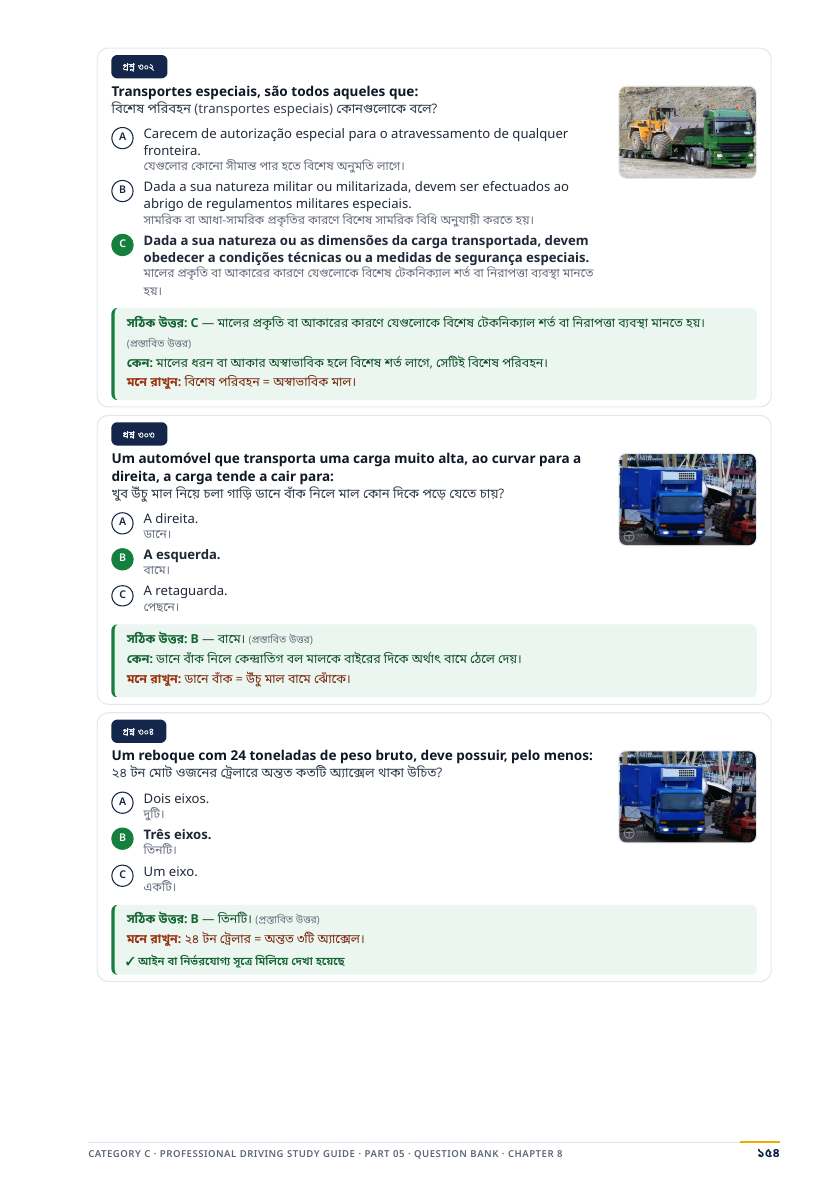 প্রশ্ন ৩০২
Transportes especiais, são todos aqueles que:
বিশেষ পরিবহন (transportes especiais) কোনগুলোকে বলে?
A Carecem de autorização especial para o atravessamento de qualquer
fronteira.
যেগুলোর কোনো সীমান্ত পার হতে বিশেষ অনুমতি লাগে।
B Dada a sua natureza militar ou militarizada, devem ser efectuados ao
abrigo de regulamentos militares especiais.
সামরিক বা আধা-সামরিক প্রকৃতির কারণে বিশেষ সামরিক বিধি অনুযায়ী করতে হয়।
C Dada a sua natureza ou as dimensões da carga transportada, devem
obedecer a condições técnicas ou a medidas de segurança especiais.
মালের প্রকৃতি বা আকারের কারণে যেগুলোকে বিশেষ টেকনিক্যাল শর্ত বা নিরাপত্তা ব্যবস্থা মানতে
হয়।
সঠিক উত্তর: C — মালের প্রকৃতি বা আকারের কারণে যেগুলোকে বিশেষ টেকনিক্যাল শর্ত বা নিরাপত্তা ব্যবস্থা মানতে হয়।
(প্রস্তাবিত উত্তর)
কেন: মালের ধরন বা আকার অস্বাভাবিক হলে বিশেষ শর্ত লাগে, সেটিই বিশেষ পরিবহন।
মনে রাখুন: বিশেষ পরিবহন = অস্বাভাবিক মাল।
প্রশ্ন ৩০৩
Um automóvel que transporta uma carga muito alta, ao curvar para a
direita, a carga tende a cair para:
খুব উঁচু মাল নিয়ে চলা গাড়ি ডানে বাঁক নিলে মাল কোন দিকে পড়ে যেতে চায়?
A A direita.
ডানে।
B A esquerda.
বামে।
C A retaguarda.
পেছনে।
সঠিক উত্তর: B — বামে। (প্রস্তাবিত উত্তর)
কেন: ডানে বাঁক নিলে কেন্দ্রাতিগ বল মালকে বাইরের দিকে অর্থাৎ বামে ঠেলে দেয়।
মনে রাখুন: ডানে বাঁক = উঁচু মাল বামে ঝোঁকে।
প্রশ্ন ৩০৪
Um reboque com 24 toneladas de peso bruto, deve possuir, pelo menos:
২৪ টন মোট ওজনের ট্রেলারে অন্তত কতটি অ্যাক্সেল থাকা উচিত?
A Dois eixos.
দুটি।
B Três eixos.
তিনটি।
C Um eixo.
একটি।
সঠিক উত্তর: B — তিনটি। (প্রস্তাবিত উত্তর)
মনে রাখুন: ২৪ টন ট্রেলার = অন্তত ৩টি অ্যাক্সেল।
✓ আইন বা নির্ভরযোগ্য সূত্রে মিলিয়ে দেখা হয়েছে
CATEGORY C · PROFESSIONAL DRIVING STUDY GUIDE · PART 05 · QUESTION BANK · CHAPTER 8 ১৫৪